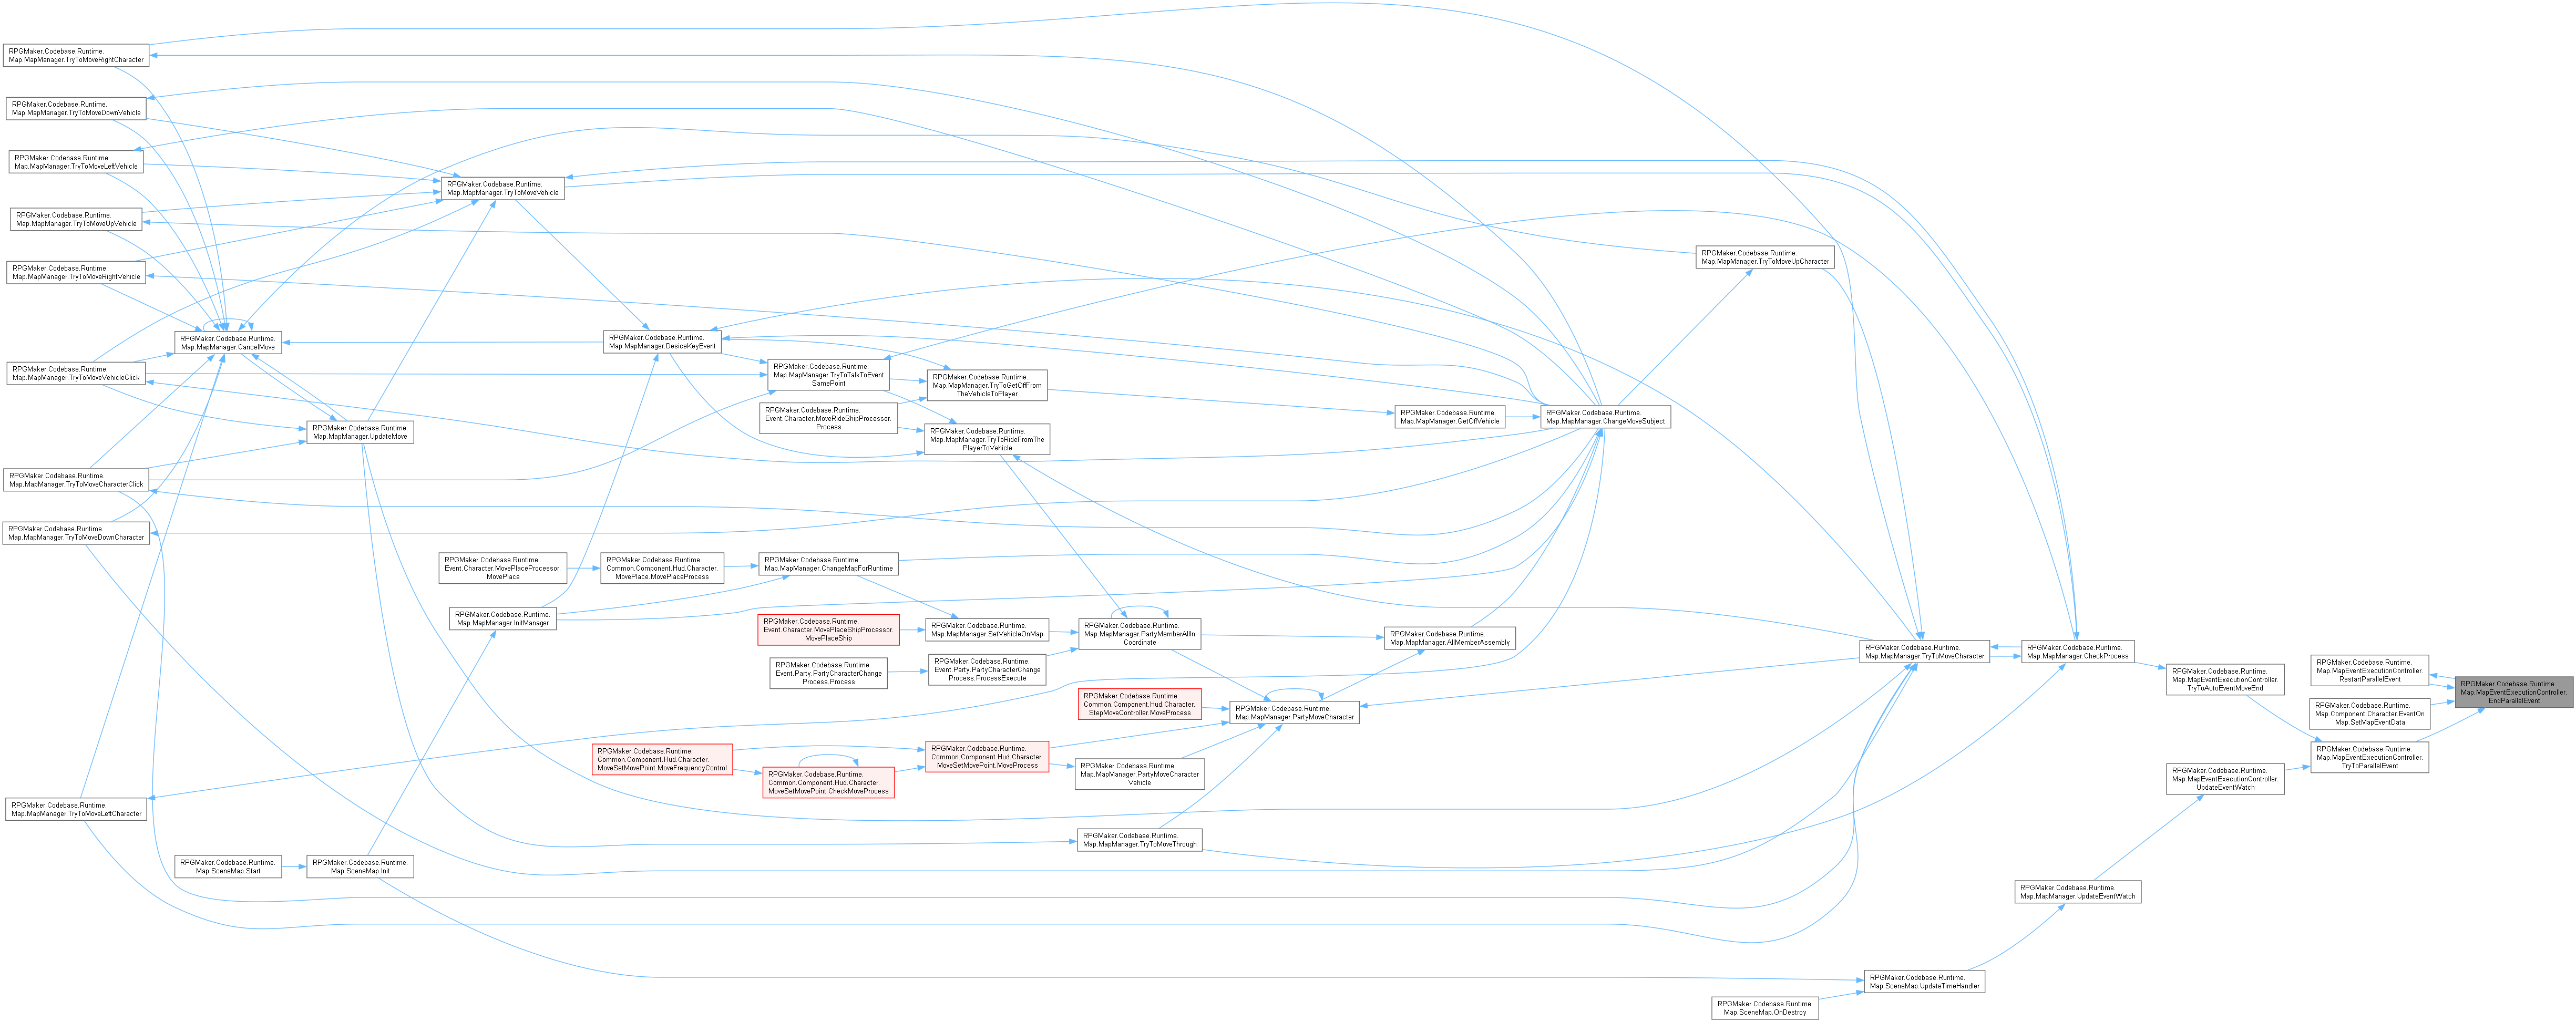 RPGMaker.Codebase.Runtime.
Map.MapManager.TryToMoveRightCharacter
RPGMaker.Codebase.Runtime.
Map.MapManager.TryToMoveDownVehicle
RPGMaker.Codebase.Runtime.
Map.MapManager.TryToMoveLeftVehicle
RPGMaker.Codebase.Runtime.
Map.MapManager.TryToMoveUpVehicle
RPGMaker.Codebase.Runtime.
Map.MapManager.TryToMoveRightVehicle
RPGMaker.Codebase.Runtime.
Map.MapManager.TryToMoveVehicleClick
RPGMaker.Codebase.Runtime.
Map.MapManager.TryToMoveCharacterClick
RPGMaker.Codebase.Runtime.
Map.MapManager.TryToMoveDownCharacter
RPGMaker.Codebase.Runtime.
Map.MapManager.TryToMoveLeftCharacter
RPGMaker.Codebase.Runtime.
Map.MapManager.CancelMove
RPGMaker.Codebase.Runtime.
Map.SceneMap.Start
RPGMaker.Codebase.Runtime.
Map.MapManager.UpdateMove
RPGMaker.Codebase.Runtime.
Map.SceneMap.Init
RPGMaker.Codebase.Runtime.
Map.MapManager.TryToMoveVehicle
RPGMaker.Codebase.Runtime.
Event.Character.MovePlaceProcessor.
MovePlace
RPGMaker.Codebase.Runtime.
Map.MapManager.InitManager
RPGMaker.Codebase.Runtime.
Map.MapManager.DesiceKeyEvent
RPGMaker.Codebase.Runtime.
Common.Component.Hud.Character.
MovePlace.MovePlaceProcess
RPGMaker.Codebase.Runtime.
Common.Component.Hud.Character.
MoveSetMovePoint.MoveFrequencyControl
RPGMaker.Codebase.Runtime.
Map.MapManager.TryToTalkToEvent
SamePoint
RPGMaker.Codebase.Runtime.
Event.Character.MoveRideShipProcessor.
Process
RPGMaker.Codebase.Runtime.
Map.MapManager.ChangeMapForRuntime
RPGMaker.Codebase.Runtime.
Event.Character.MovePlaceShipProcessor.
MovePlaceShip
RPGMaker.Codebase.Runtime.
Event.Party.PartyCharacterChange
Process.Process
RPGMaker.Codebase.Runtime.
Common.Component.Hud.Character.
MoveSetMovePoint.CheckMoveProcess
RPGMaker.Codebase.Runtime.
Map.MapManager.TryToGetOffFrom
TheVehicleToPlayer
RPGMaker.Codebase.Runtime.
Map.MapManager.TryToRideFromThe
PlayerToVehicle
RPGMaker.Codebase.Runtime.
Map.MapManager.SetVehicleOnMap
RPGMaker.Codebase.Runtime.
Event.Party.PartyCharacterChange
Process.ProcessExecute
RPGMaker.Codebase.Runtime.
Common.Component.Hud.Character.
MoveSetMovePoint.MoveProcess
RPGMaker.Codebase.Runtime.
Map.MapManager.PartyMemberAllIn
Coordinate
RPGMaker.Codebase.Runtime.
Common.Component.Hud.Character.
StepMoveController.MoveProcess
RPGMaker.Codebase.Runtime.
Map.MapManager.PartyMoveCharacter
Vehicle
RPGMaker.Codebase.Runtime.
Map.MapManager.TryToMoveThrough
RPGMaker.Codebase.Runtime.
Map.MapManager.PartyMoveCharacter
RPGMaker.Codebase.Runtime.
Map.MapManager.GetOffVehicle
RPGMaker.Codebase.Runtime.
Map.MapManager.AllMemberAssembly
RPGMaker.Codebase.Runtime.
Map.MapManager.ChangeMoveSubject
RPGMaker.Codebase.Runtime.
Map.MapManager.TryToMoveUpCharacter
RPGMaker.Codebase.Runtime.
Map.SceneMap.OnDestroy
RPGMaker.Codebase.Runtime.
Map.MapManager.TryToMoveCharacter
RPGMaker.Codebase.Runtime.
Map.SceneMap.UpdateTimeHandler
RPGMaker.Codebase.Runtime.
Map.MapManager.CheckProcess
RPGMaker.Codebase.Runtime.
Map.MapManager.UpdateEventWatch
RPGMaker.Codebase.Runtime.
Map.MapEventExecutionController.
TryToAutoEventMoveEnd
RPGMaker.Codebase.Runtime.
Map.MapEventExecutionController.
UpdateEventWatch
RPGMaker.Codebase.Runtime.
Map.MapEventExecutionController.
RestartParallelEvent
RPGMaker.Codebase.Runtime.
Map.Component.Character.EventOn
Map.SetMapEventData
RPGMaker.Codebase.Runtime.
Map.MapEventExecutionController.
TryToParallelEvent
RPGMaker.Codebase.Runtime.
Map.MapEventExecutionController.
EndParallelEvent